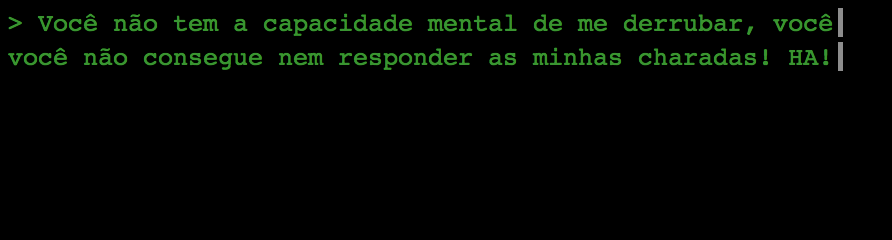 > Você não tem a capacidade mental de me derrubar, você
você não consegue nem responder as minhas charadas! HA!